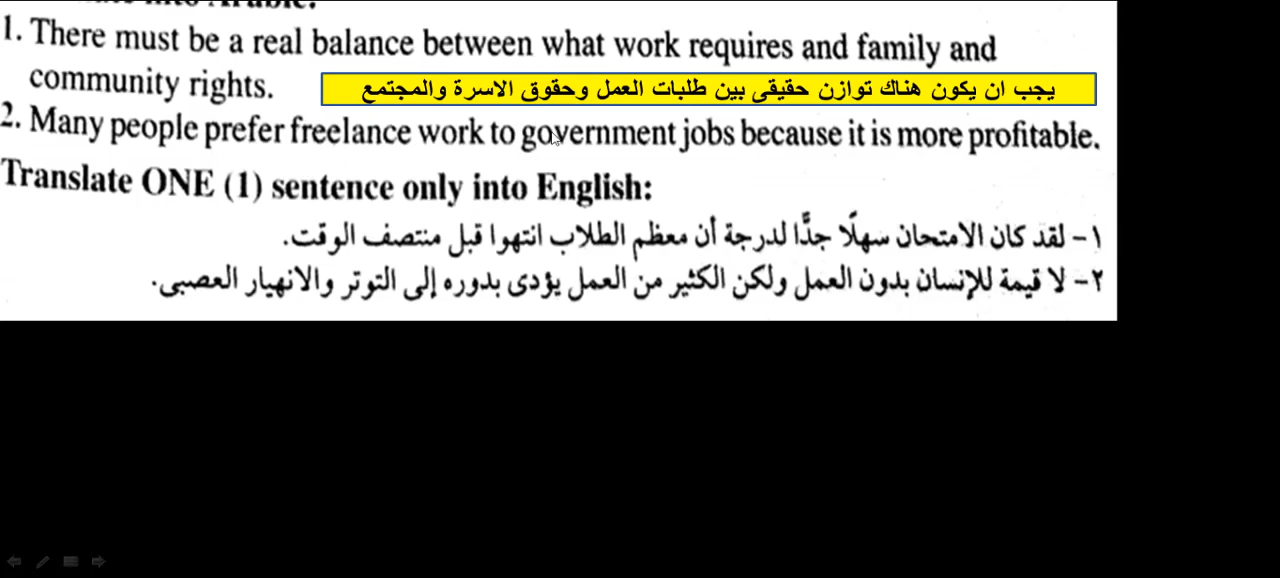 1. There must be a real balance between what work requires and family and
community rights.
يجب ان يكون هناك توازن حقيقى بين طلبات العمل وحقوق الاسرة والمجتمع
2. Many people prefer freelance work to government jobs because it is more profitable.
Translate ONE (1) sentence only into English:
١- لقد كان الامتحان سهلًا جدًّا لدرجة أن معظم الطلاب انتهوا قبل منتصف الوقت.
٢- لا قيمة للإنسان بدون العمل ولكن الكثير من العمل يؤدى بدوره إلى التوتر والانهيار العصبى.